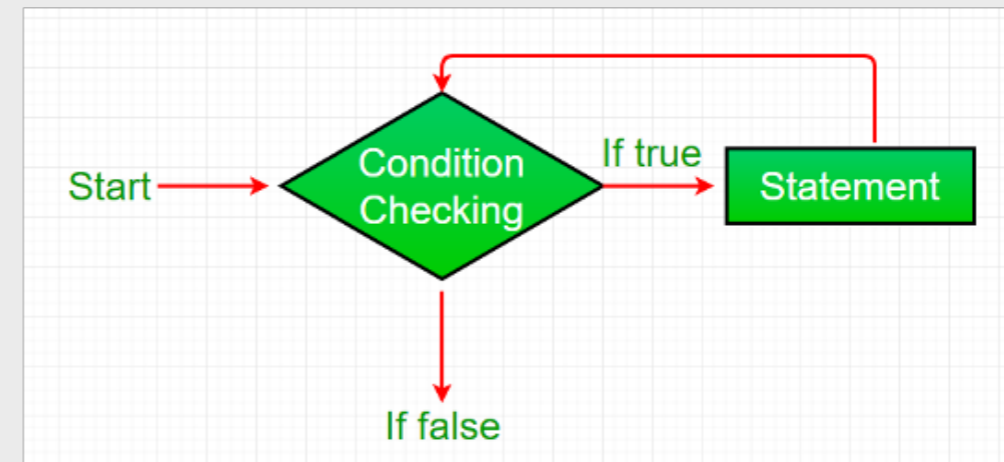 Start
Condition
Checking
If true
Statement
If false